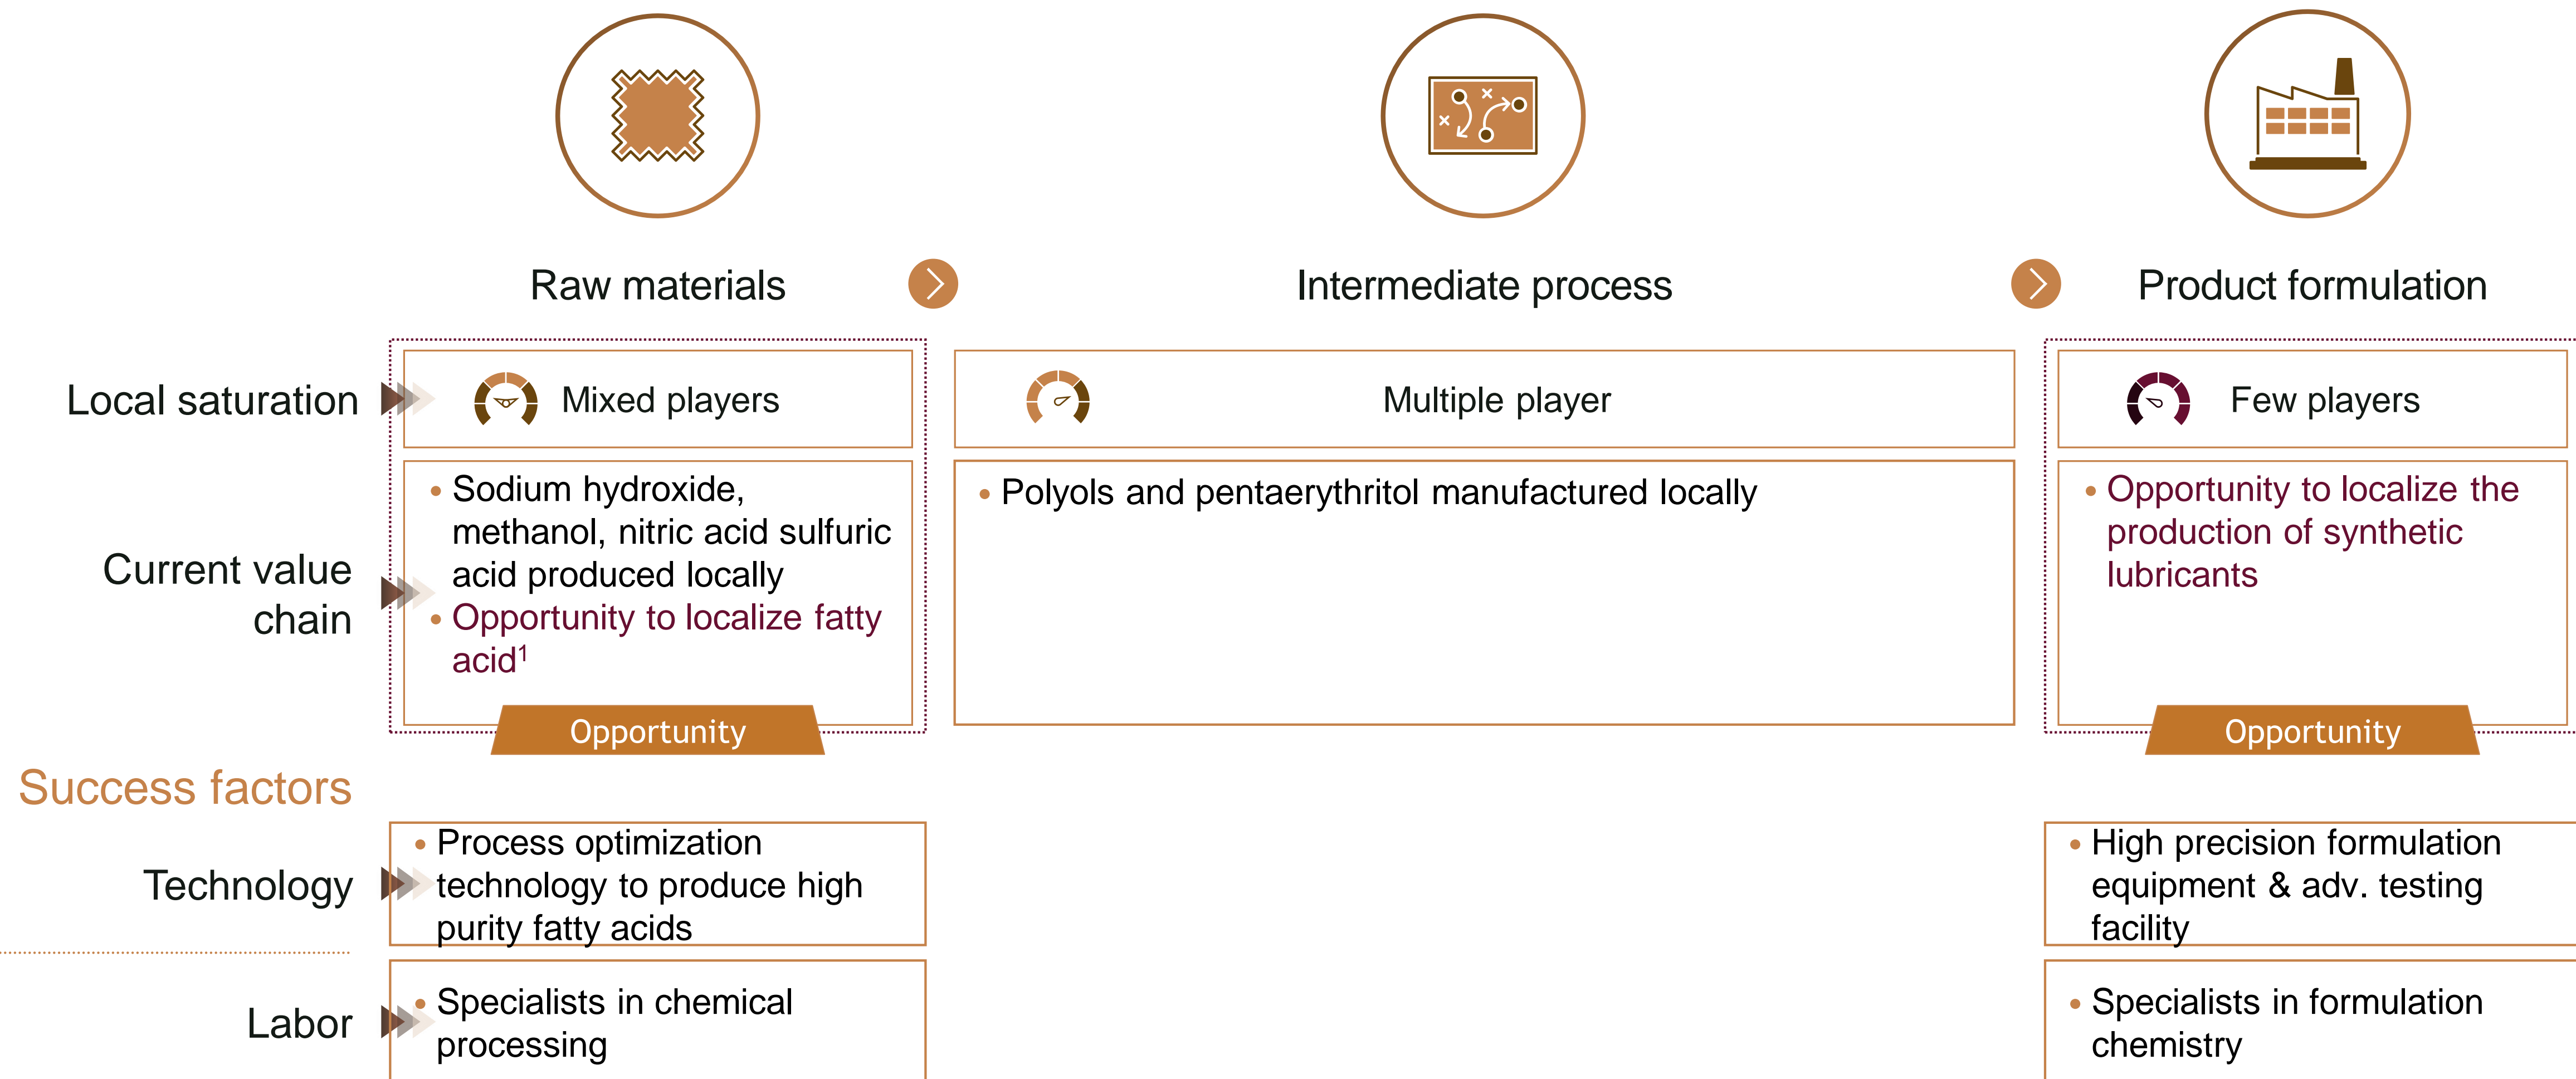 Raw materials
Intermediate process
Product formulation
Local saturation
Mixed players
Multiple player
Few players
Current value
chain
• Sodium hydroxide,
methanol, nitric acid sulfuric
acid produced locally
• Opportunity to localize fatty
acid¹
Opportunity
• Polyols and pentaerythritol manufactured locally
• Opportunity to localize the
production of synthetic
lubricants
Opportunity
Success factors
Technology
• Process optimization
technology to produce high
purity fatty acids
• High precision formulation
equipment & adv. testing
facility
Labor
• Specialists in chemical
processing
• Specialists in formulation
chemistry